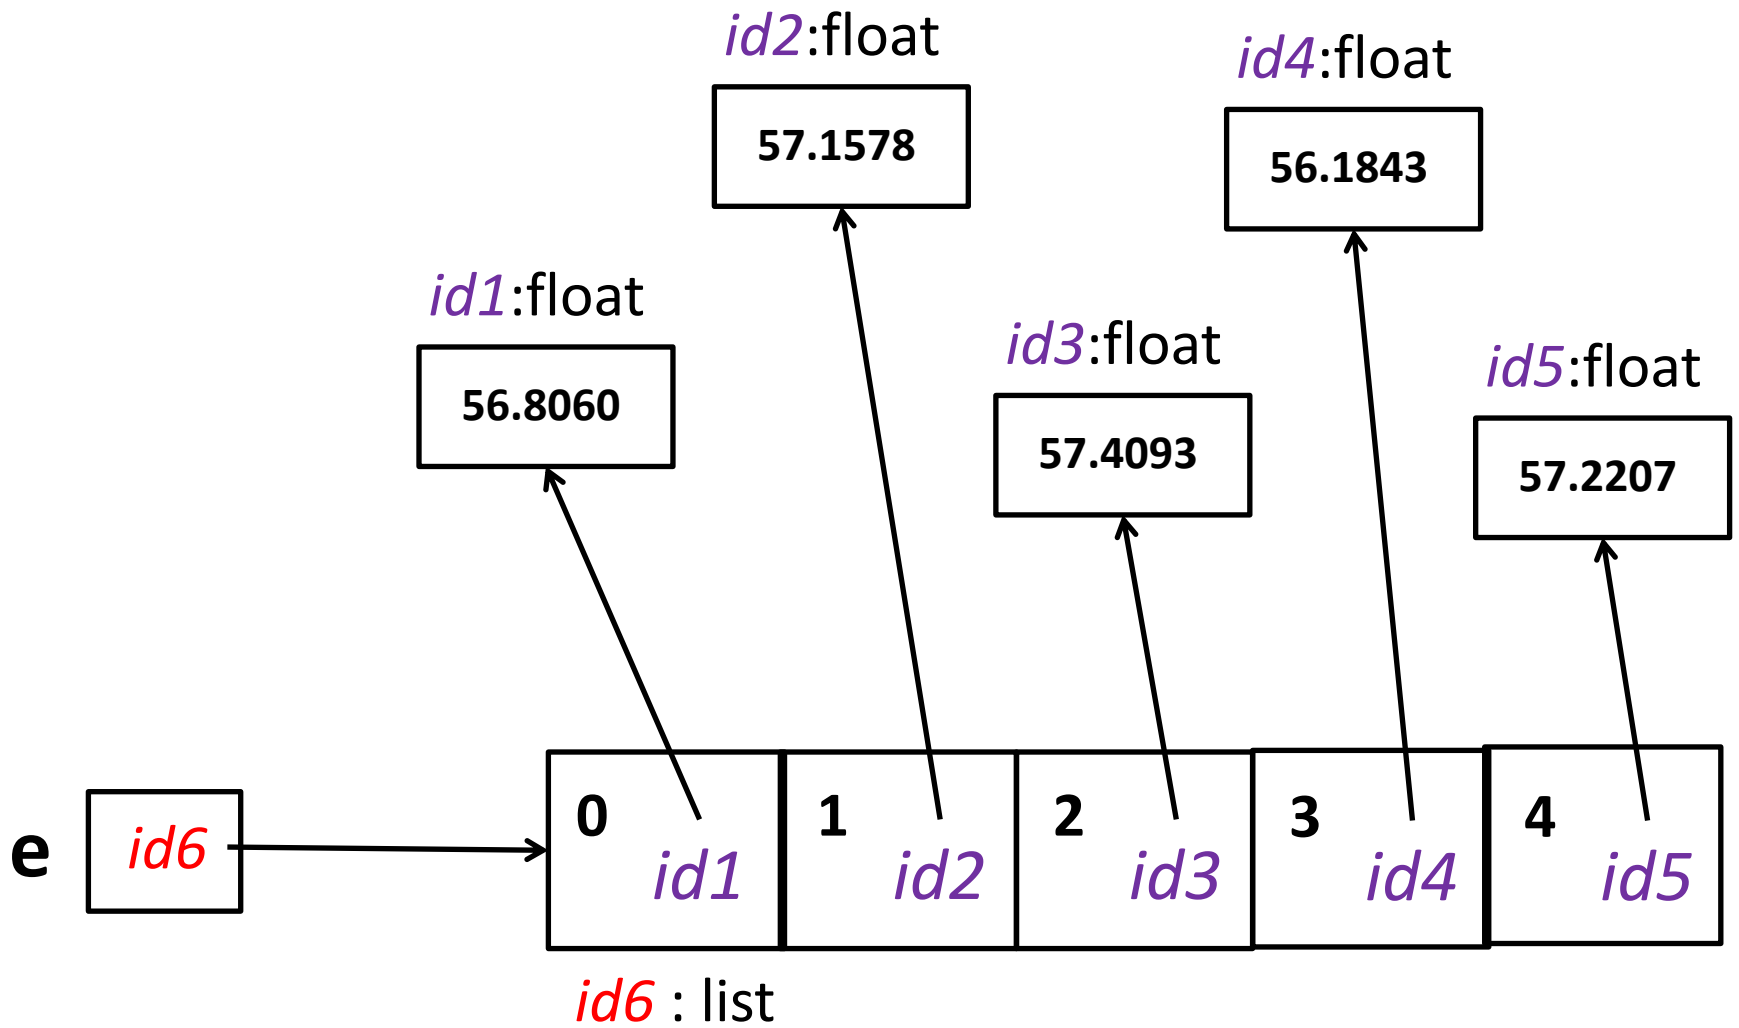 id2:float
57.1578
id4:float
56.1843
id1:float
56.8060
id3:float
57.4093
id5:float
57.2207
e
id6
0 id1
1 id2
2 id3
3 id4
4 id5
id6 : list